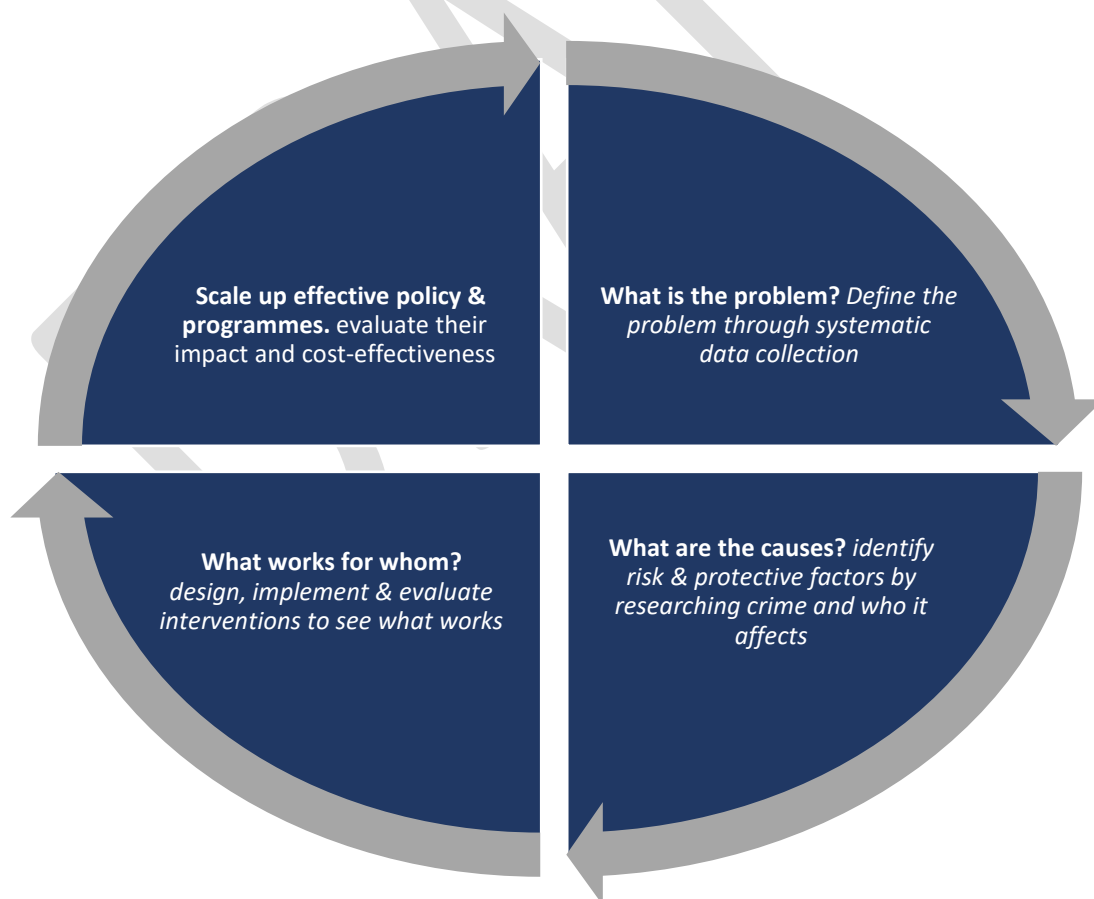 Scale up effective policy &
programmes. evaluate their
impact and cost-effectiveness
What is the problem? Define the
problem through systematic
data collection
What works for whom?
design, implement & evaluate
interventions to see what works
What are the causes? identify
risk & protective factors by
researching crime and who it
affects